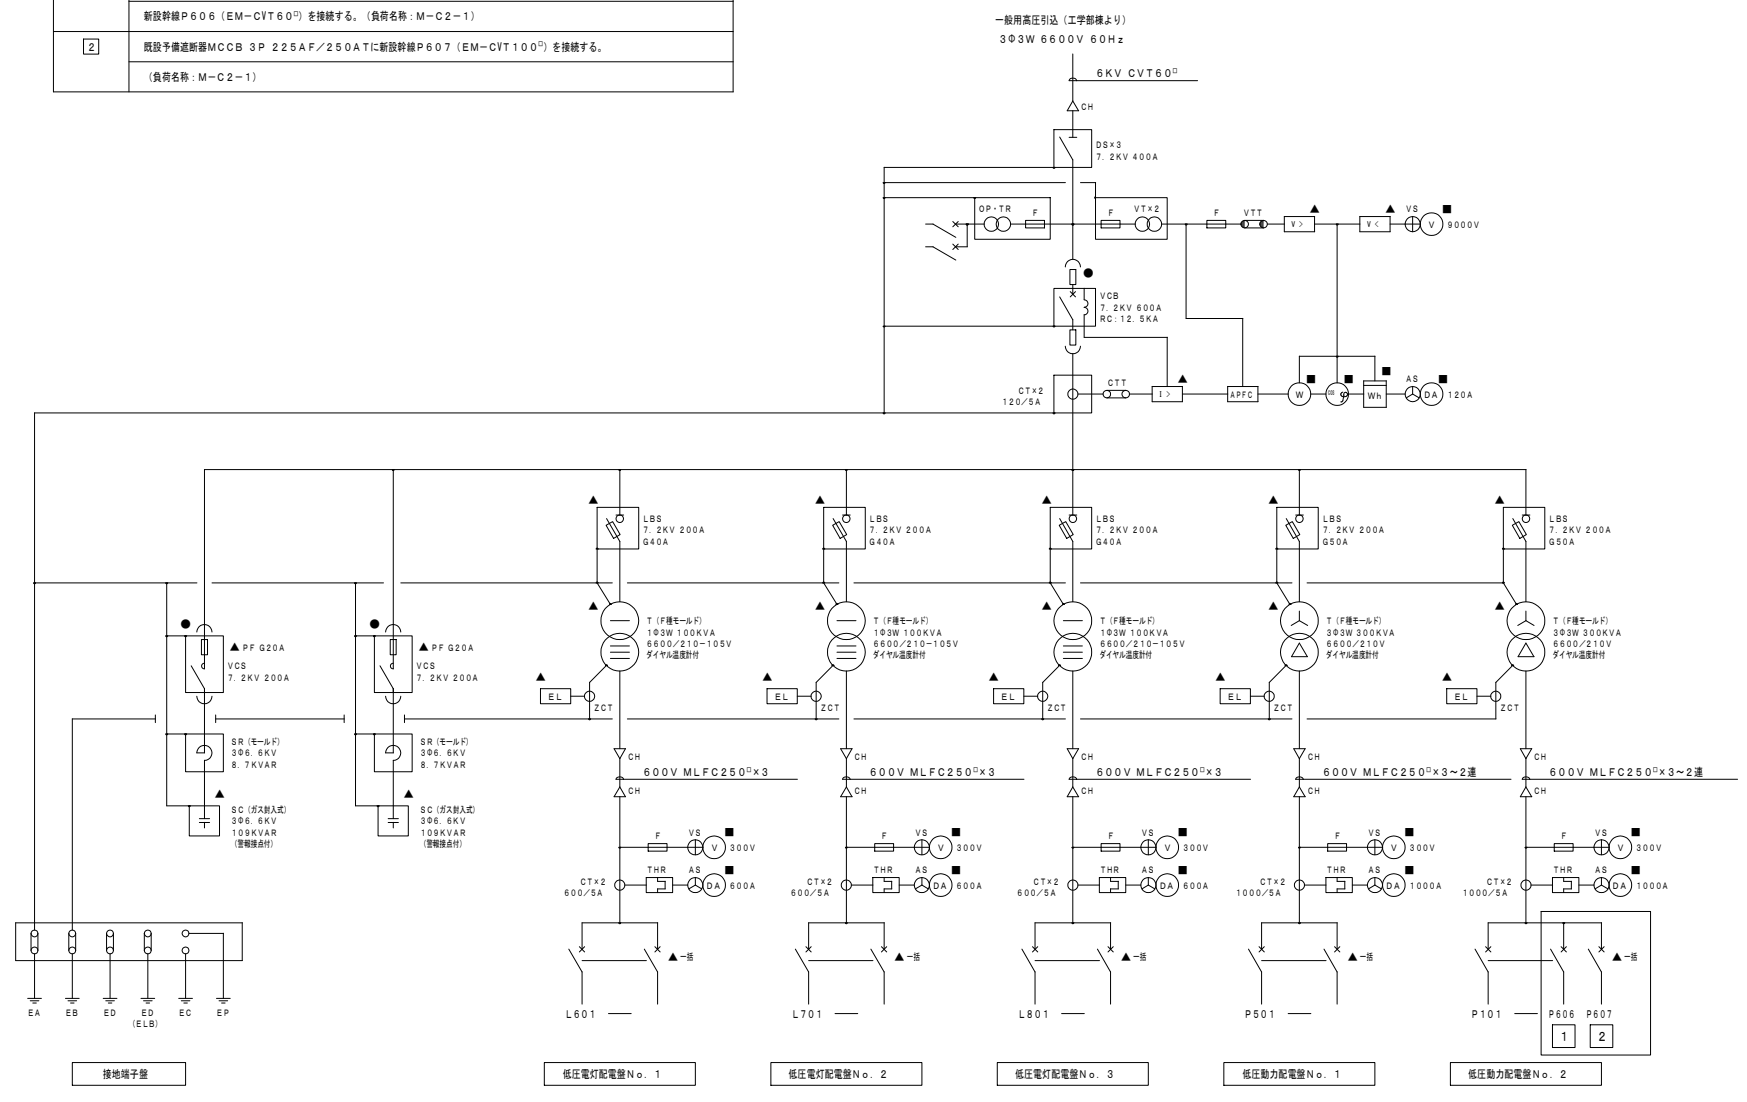 新設幹線P606（EM−CVT60□）を接続する。（負荷名称：M−C2−1）
2
既設予備遮断器MCCB 3P 225AF／250ATに新設幹線P607（EM−CVT100□）を接続する。
（負荷名称：M−C2−1）
一般用高圧引込（工学部棟より）
3Φ3W 6600V 60Hz
6KV CVT60□
CH
DS×3
7.2KV 400A
OP・TR
F
F
VT×2
F
VTT
V＞
V＜
VS
V
9000V
VCB
7.2KV 600A
RC：12.5KA
CT×2
120／5A
CTT
I＞
APFC
W
cosφ
Wh
AS
DA
120A
LBS
7.2KV 200A
G40A
LBS
7.2KV 200A
G40A
LBS
7.2KV 200A
G40A
LBS
7.2KV 200A
G50A
LBS
7.2KV 200A
G50A
PF G20A
VCS
7.2KV 200A
PF G20A
VCS
7.2KV 200A
T（F種モールド）
1Φ3W 100KVA
6600／210−105V
ダイヤル温度計付
T（F種モールド）
1Φ3W 100KVA
6600／210−105V
ダイヤル温度計付
T（F種モールド）
1Φ3W 100KVA
6600／210−105V
ダイヤル温度計付
T（F種モールド）
3Φ3W 300KVA
6600／210V
ダイヤル温度計付
T（F種モールド）
3Φ3W 300KVA
6600／210V
ダイヤル温度計付
EL
ZCT
EL
ZCT
EL
ZCT
EL
ZCT
EL
ZCT
SR（モールド）
3Φ6.6KV
8.7KVAR
SR（モールド）
3Φ6.6KV
8.7KVAR
SC（ガス封入式）
3Φ6.6KV
109KVAR
（警報接点付）
SC（ガス封入式）
3Φ6.6KV
109KVAR
（警報接点付）
CH
600V MLFC250□×3
CH
CH
600V MLFC250□×3
CH
CH
600V MLFC250□×3
CH
CH
600V MLFC250□×3〜2連
CH
CH
600V MLFC250□×3〜2連
CH
F
VS
V
300V
F
VS
V
300V
F
VS
V
300V
F
VS
V
300V
F
VS
V
300V
CT×2
600／5A
THR
AS
DA
600A
CT×2
600／5A
THR
AS
DA
600A
CT×2
600／5A
THR
AS
DA
600A
CT×2
1000／5A
THR
AS
DA
1000A
CT×2
1000／5A
THR
AS
DA
1000A
一括
一括
一括
一括
一括
EA
EB
ED
ED
(ELB)
EC
EP
L601
L701
L801
P501
P101
P606
P607
1
2
接地端子盤
低圧電灯配電盤No.1
低圧電灯配電盤No.2
低圧電灯配電盤No.3
低圧動力配電盤No.1
低圧動力配電盤No.2